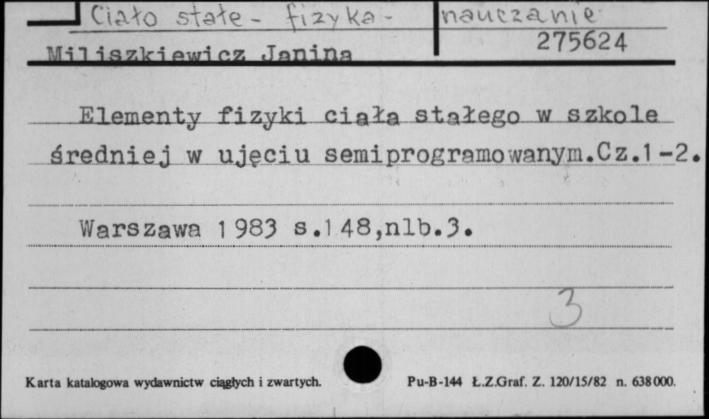 Ciało stałe - fizyka - nauczanie
Miliszkiewicz Janina 275624
Elementy fizyki ciała stałego w szkole
średniej w ujęciu semiprogramowanym.Cz.1-2.
Warszawa 1983 s.148,nlb.3.
3
Karta katalogowa wydawnictw ciągłych i zwartych. Pu-B-144 Ł.Z.Graf. Z. 120/15/82 n. 638000.